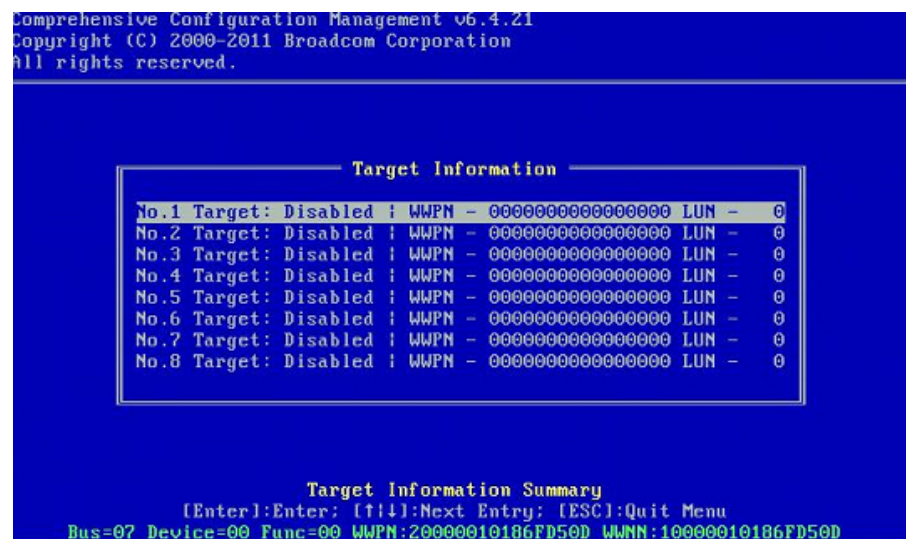 Comprehensive Configuration Management v6.4.21
Copyright (C) 2000-2011 Broadcom Corporation
All rights reserved.
Target Information
No.1 Target: Disabled ¦ WWPN - 0000000000000000 LUN - 0
No.2 Target: Disabled ¦ WWPN - 0000000000000000 LUN - 0
No.3 Target: Disabled ¦ WWPN - 0000000000000000 LUN - 0
No.4 Target: Disabled ¦ WWPN - 0000000000000000 LUN - 0
No.5 Target: Disabled ¦ WWPN - 0000000000000000 LUN - 0
No.6 Target: Disabled ¦ WWPN - 0000000000000000 LUN - 0
No.7 Target: Disabled ¦ WWPN - 0000000000000000 LUN - 0
No.8 Target: Disabled ¦ WWPN - 0000000000000000 LUN - 0
Target Information Summary
[Enter]:Enter; [↑|↓]:Next Entry; [ESC]:Quit Menu
Bus=07 Device=00 Func=00 WWPN:20000010186FD50D WWNN:10000010186FD50D